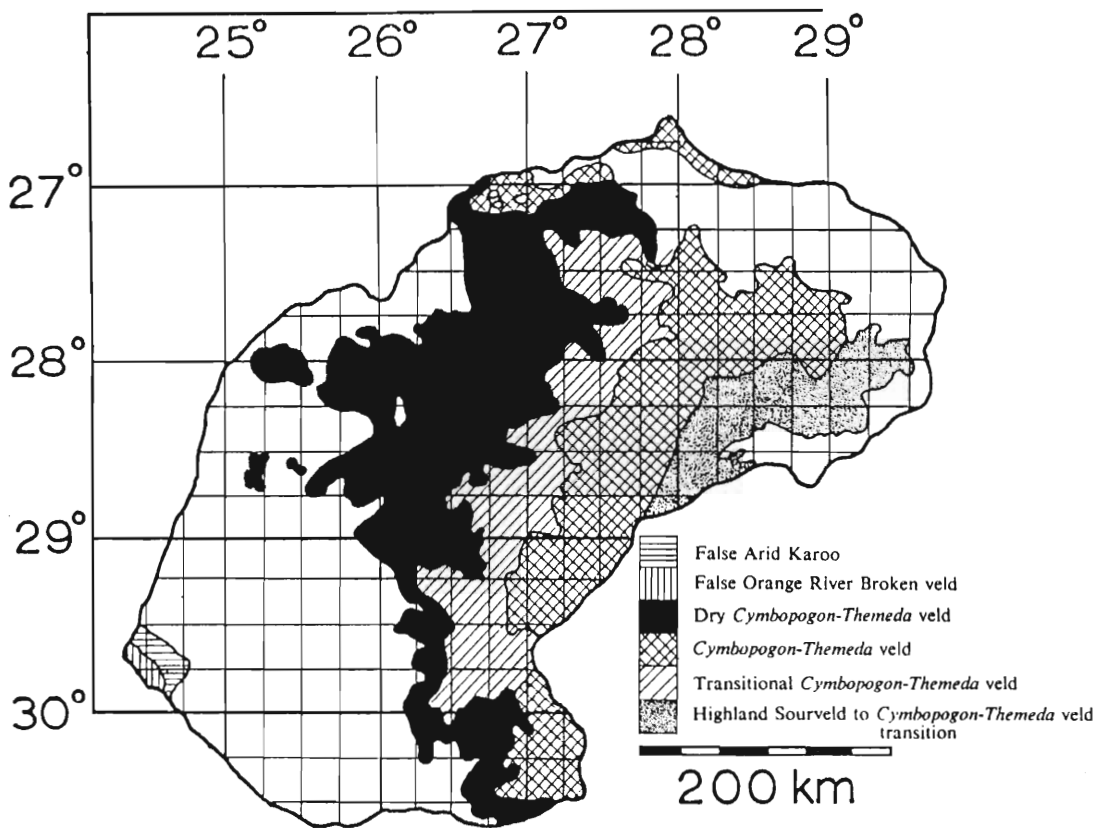 25° 26° 27° 28° 29°
27°
28°
29°
30°
False Arid Karoo
False Orange River Broken veld
Dry Cymbopogon-Themeda veld
Cymbopogon-Themeda veld
Transitional Cymbopogon-Themeda veld
Highland Sourveld to Cymbopogon-Themeda veld
transition
200 km